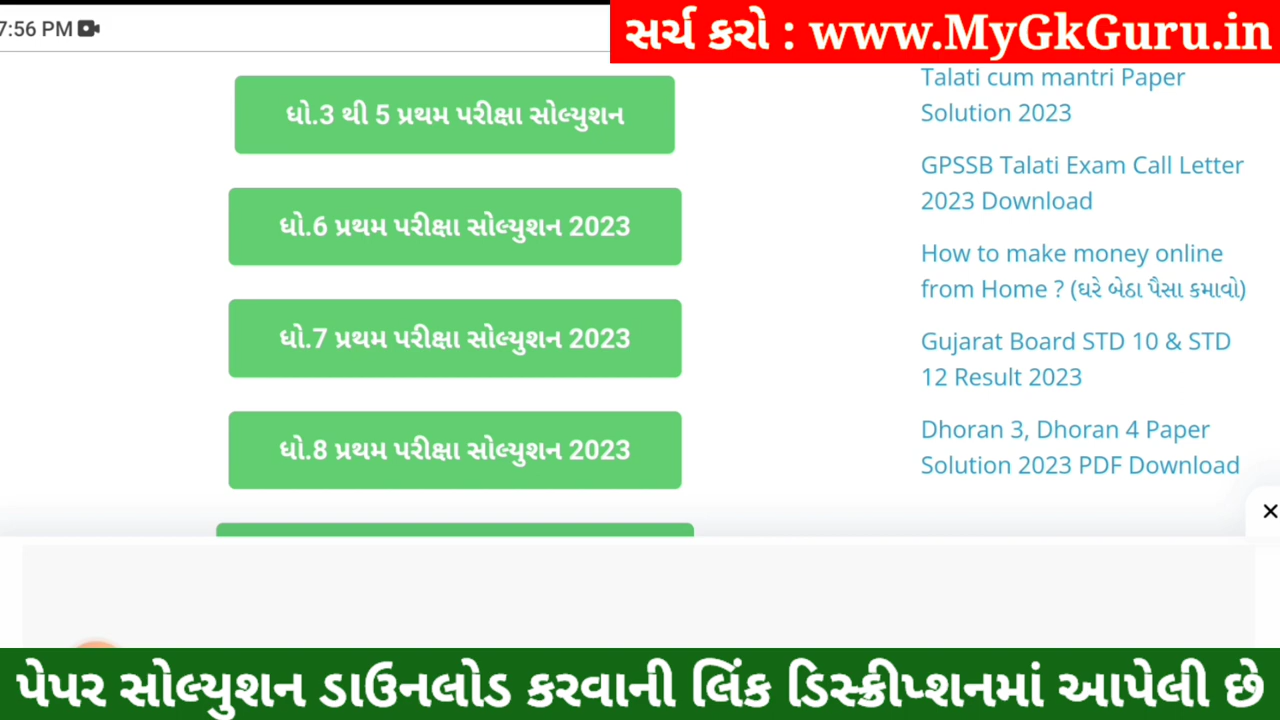 7:56 PM
સર્ચ કરો : www.MyGkGuru.in
ધો.3 થી 5 પ્રથમ પરીક્ષા સોલ્યુશન
ધો.6 પ્રથમ પરીક્ષા સોલ્યુશન 2023
ધો.7 પ્રથમ પરીક્ષા સોલ્યુશન 2023
ધો.8 પ્રથમ પરીક્ષા સોલ્યુશન 2023
Talati cum mantri Paper
Solution 2023
GPSSB Talati Exam Call Letter
2023 Download
How to make money online
from Home ? (ઘરે બેઠા પૈસા કમાવો)
Gujarat Board STD 10 & STD
12 Result 2023
Dhoran 3, Dhoran 4 Paper
Solution 2023 PDF Download
પેપર સોલ્યુશન ડાઉનલોડ કરવાની લિંક ડિસ્ક્રીપ્શનમાં આપેલી છે